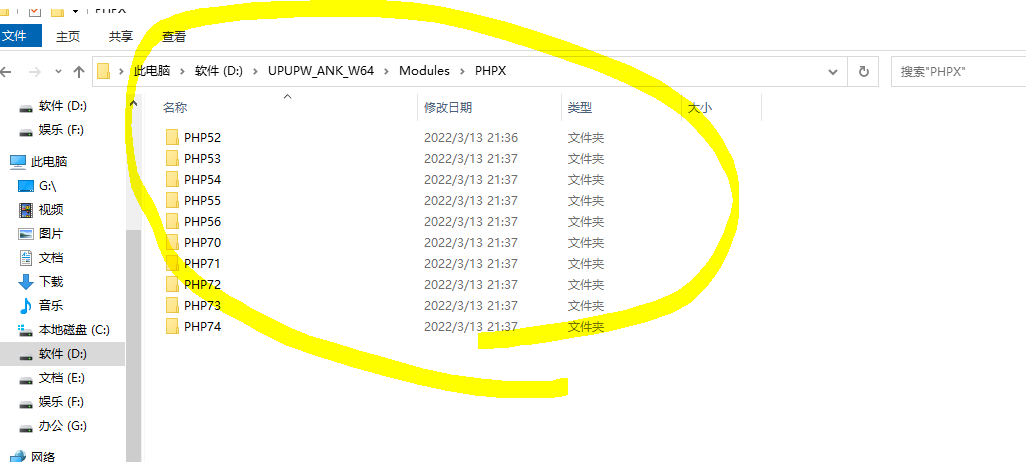 PHPX
文件 主页 共享 查看
此电脑 软件 (D:) UPUPW_ANK_W64 Modules PHPX 搜索"PHPX"
名称 修改日期 类型 大小
PHP52 2022/3/13 21:36 文件夹
PHP53 2022/3/13 21:37 文件夹
PHP54 2022/3/13 21:37 文件夹
PHP55 2022/3/13 21:37 文件夹
PHP56 2022/3/13 21:37 文件夹
PHP70 2022/3/13 21:37 文件夹
PHP71 2022/3/13 21:37 文件夹
PHP72 2022/3/13 21:37 文件夹
PHP73 2022/3/13 21:37 文件夹
PHP74 2022/3/13 21:37 文件夹
软件 (D:)
娱乐 (F:)
此电脑
G:\
视频
图片
文档
下载
音乐
本地磁盘 (C:)
软件 (D:)
文档 (E:)
娱乐 (F:)
办公 (G:)
网络